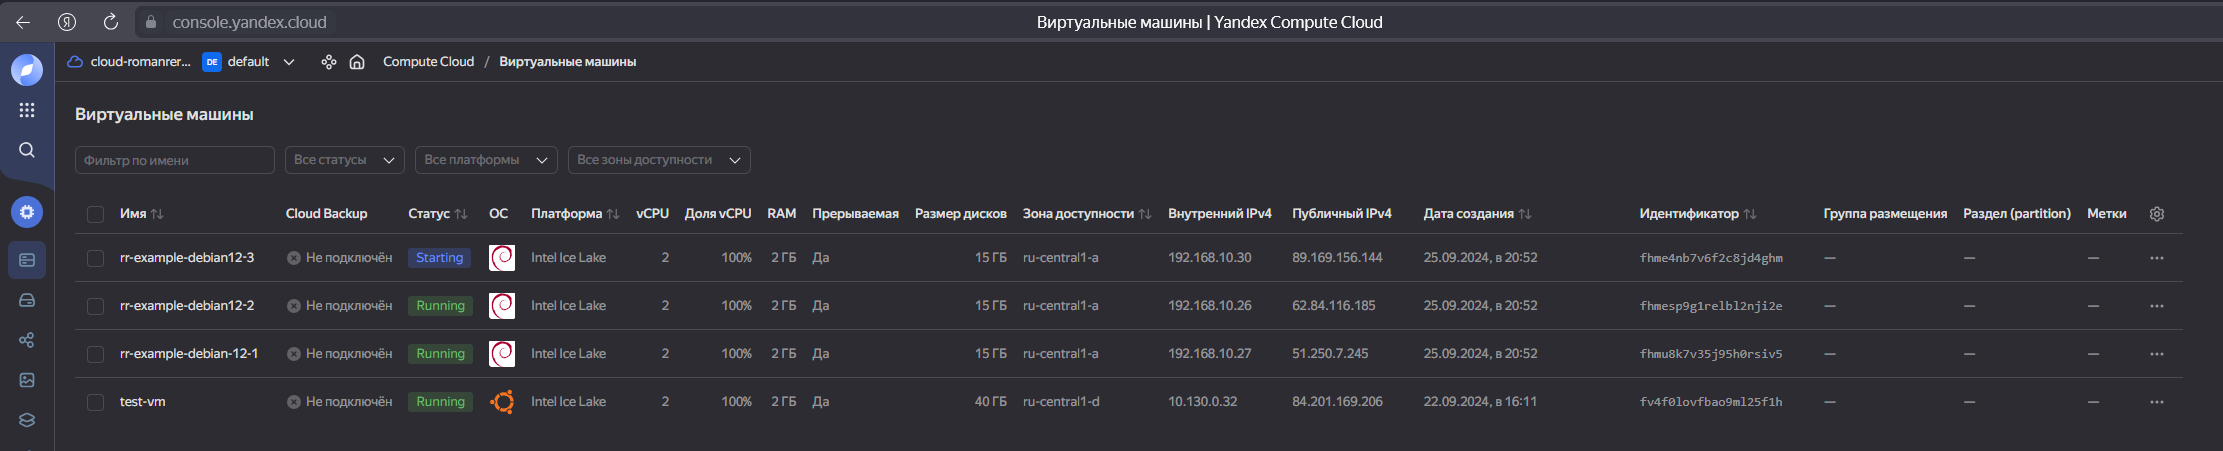 console.yandex.cloud Виртуальные машины | Yandex Compute Cloud
cloud-romanrer... DE default Compute Cloud / Виртуальные машины
Виртуальные машины
Фильтр по имени Все статусы Все платформы Все зоны доступности
Имя Cloud Backup Статус ОС Платформа vCPU Доля vCPU RAM Прерываемая Размер дисков Зона доступности Внутренний IPv4 Публичный IPv4 Дата создания Идентификатор Группа размещения Раздел (partition) Метки
rr-example-debian12-3 Не подключён Starting Intel Ice Lake 2 100% 2 ГБ Да 15 ГБ ru-central1-a 192.168.10.30 89.169.156.144 25.09.2024, в 20:52 fhme4nb7v6f2c8jd4ghm — — — ...
rr-example-debian12-2 Не подключён Running Intel Ice Lake 2 100% 2 ГБ Да 15 ГБ ru-central1-a 192.168.10.26 62.84.116.185 25.09.2024, в 20:52 fhmesp9g1relbl2nji2e — — — ...
rr-example-debian-12-1 Не подключён Running Intel Ice Lake 2 100% 2 ГБ Да 15 ГБ ru-central1-a 192.168.10.27 51.250.7.245 25.09.2024, в 20:52 fhmu8k7v35j95h0rsiv5 — — — ...
test-vm Не подключён Running Intel Ice Lake 2 100% 2 ГБ Да 40 ГБ ru-central1-d 10.130.0.32 84.201.169.206 22.09.2024, в 16:11 fv4f0lovfbao9ml25f1h — — — ...